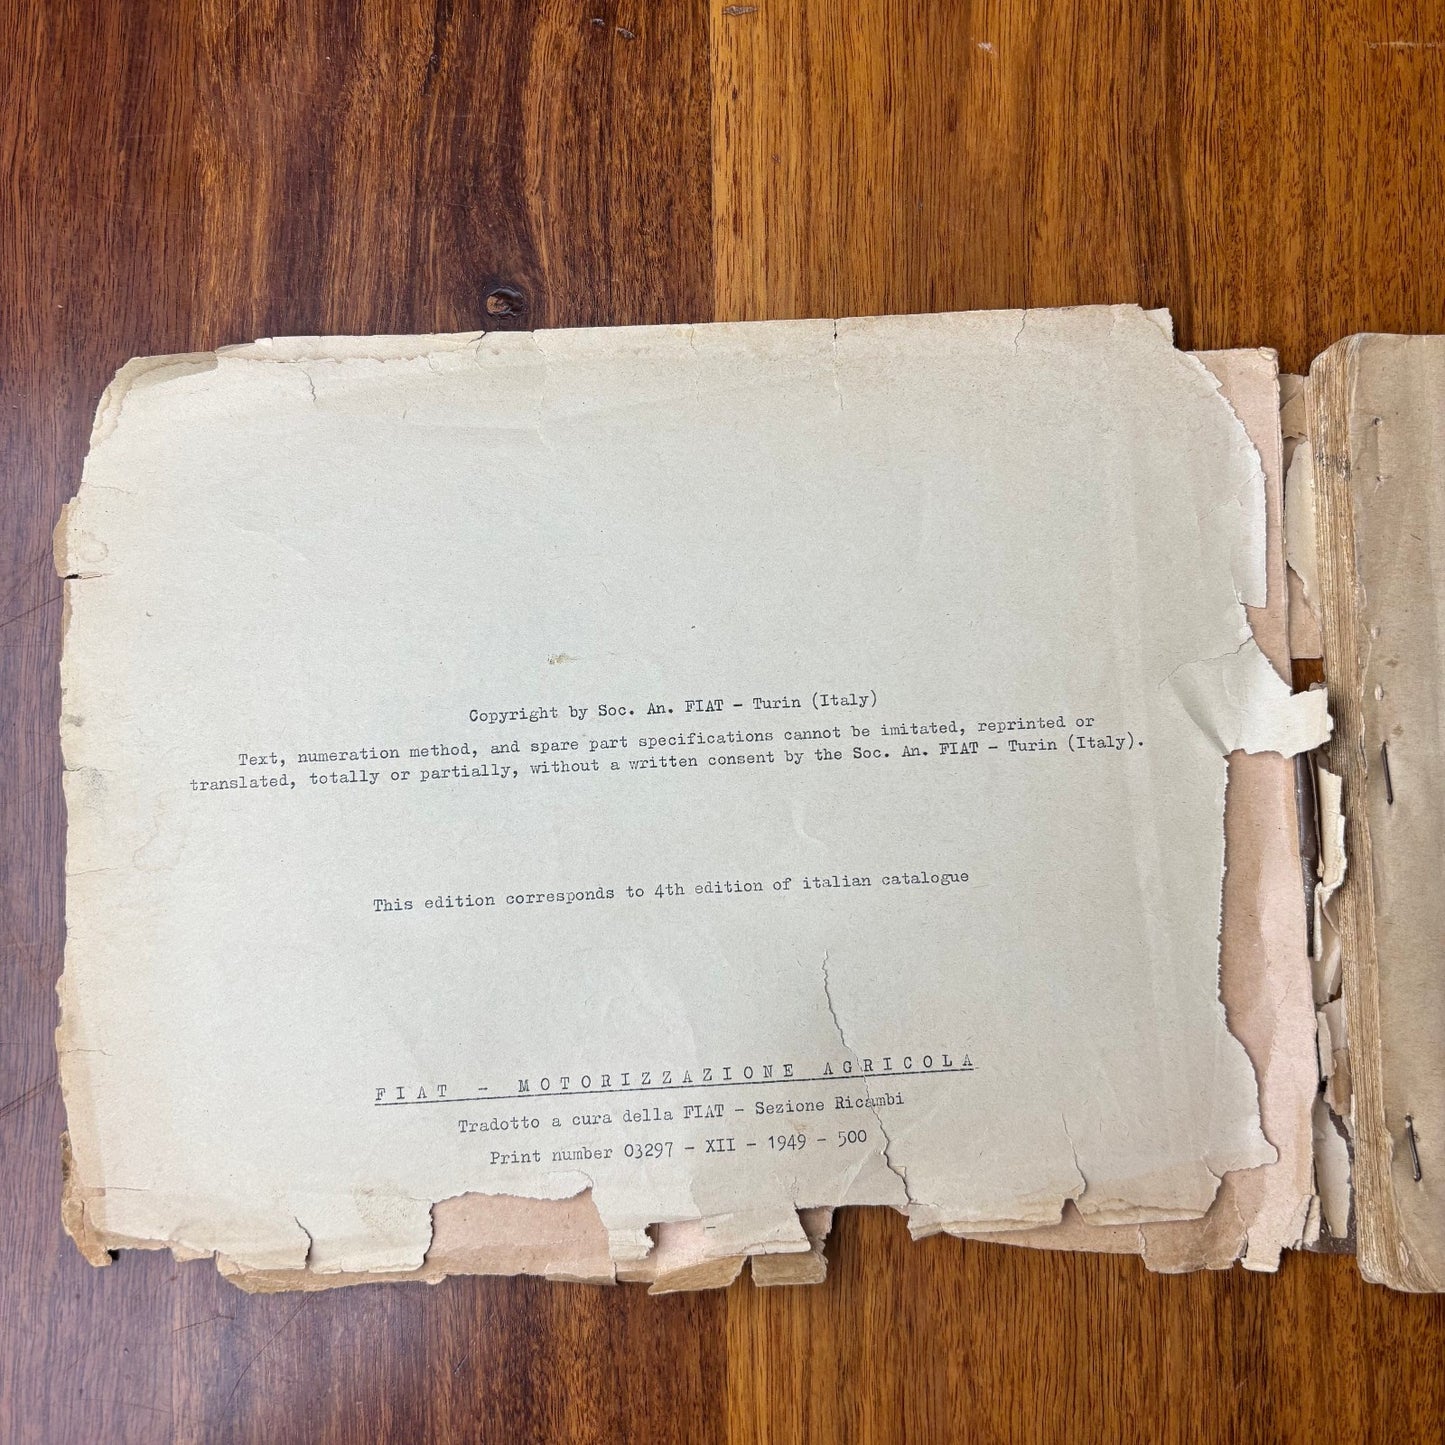 Copyright by Soc. An. FIAT - Turin (Italy)
Text, numeration method, and spare part specifications cannot be imitated, reprinted or
translated, totally or partially, without a written consent by the Soc. An. FIAT - Turin (Italy).
This edition corresponds to 4th edition of italian catalogue
FIAT - MOTORIZZAZIONE AGRICOLA
Tradotto a cura della FIAT - Sezione Ricambi
Print number 03297 - XII - 1949 - 500